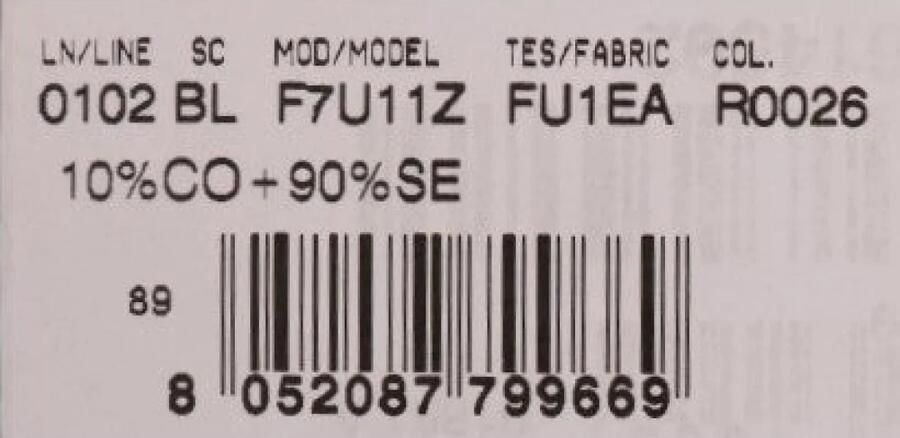 LN/LINE SC MOD/MODEL TES/FABRIC COL.
0102 BL F7U11Z FU1EA R0026
10%CO+90%SE
89
8 052087 799669